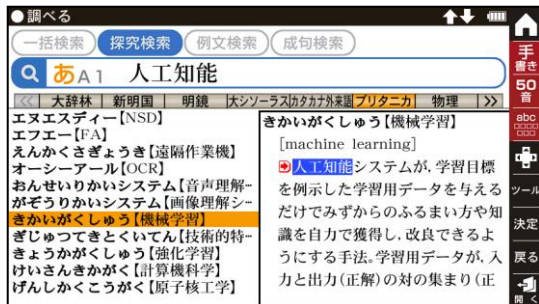 ●調べる
一括検索 探究検索 例文検索 成句検索
あA1 人工知能
大辞林 新明国 明鏡 大シソーラス カタカナ外来語 ブリタニカ 物理
エヌエスディー【NSD】
エフエー【FA】
えんかくさぎょうき【遠隔作業機】
オーシーアール【OCR】
おんせいりかいシステム【音声理解…
がぞうりかいシステム【画像理解シ…
きかいがくしゅう【機械学習】
ぎじゅつてきとくいてん【技術的特…
きょうかがくしゅう【強化学習】
けいさんきかがく【計算機科学】
げんしかくこうがく【原子核工学】
きかいがくしゅう【機械学習】
[machine learning]
人工知能システムが,学習目標
を例示した学習用データを与える
だけでみずからのふるまい方や知
識を自力で獲得し,改良できるよ
うにする手法。学習用データが,入
力と出力(正解)の対の集まり(正
手書き
50音
abc
ツール
決定
戻る
開く